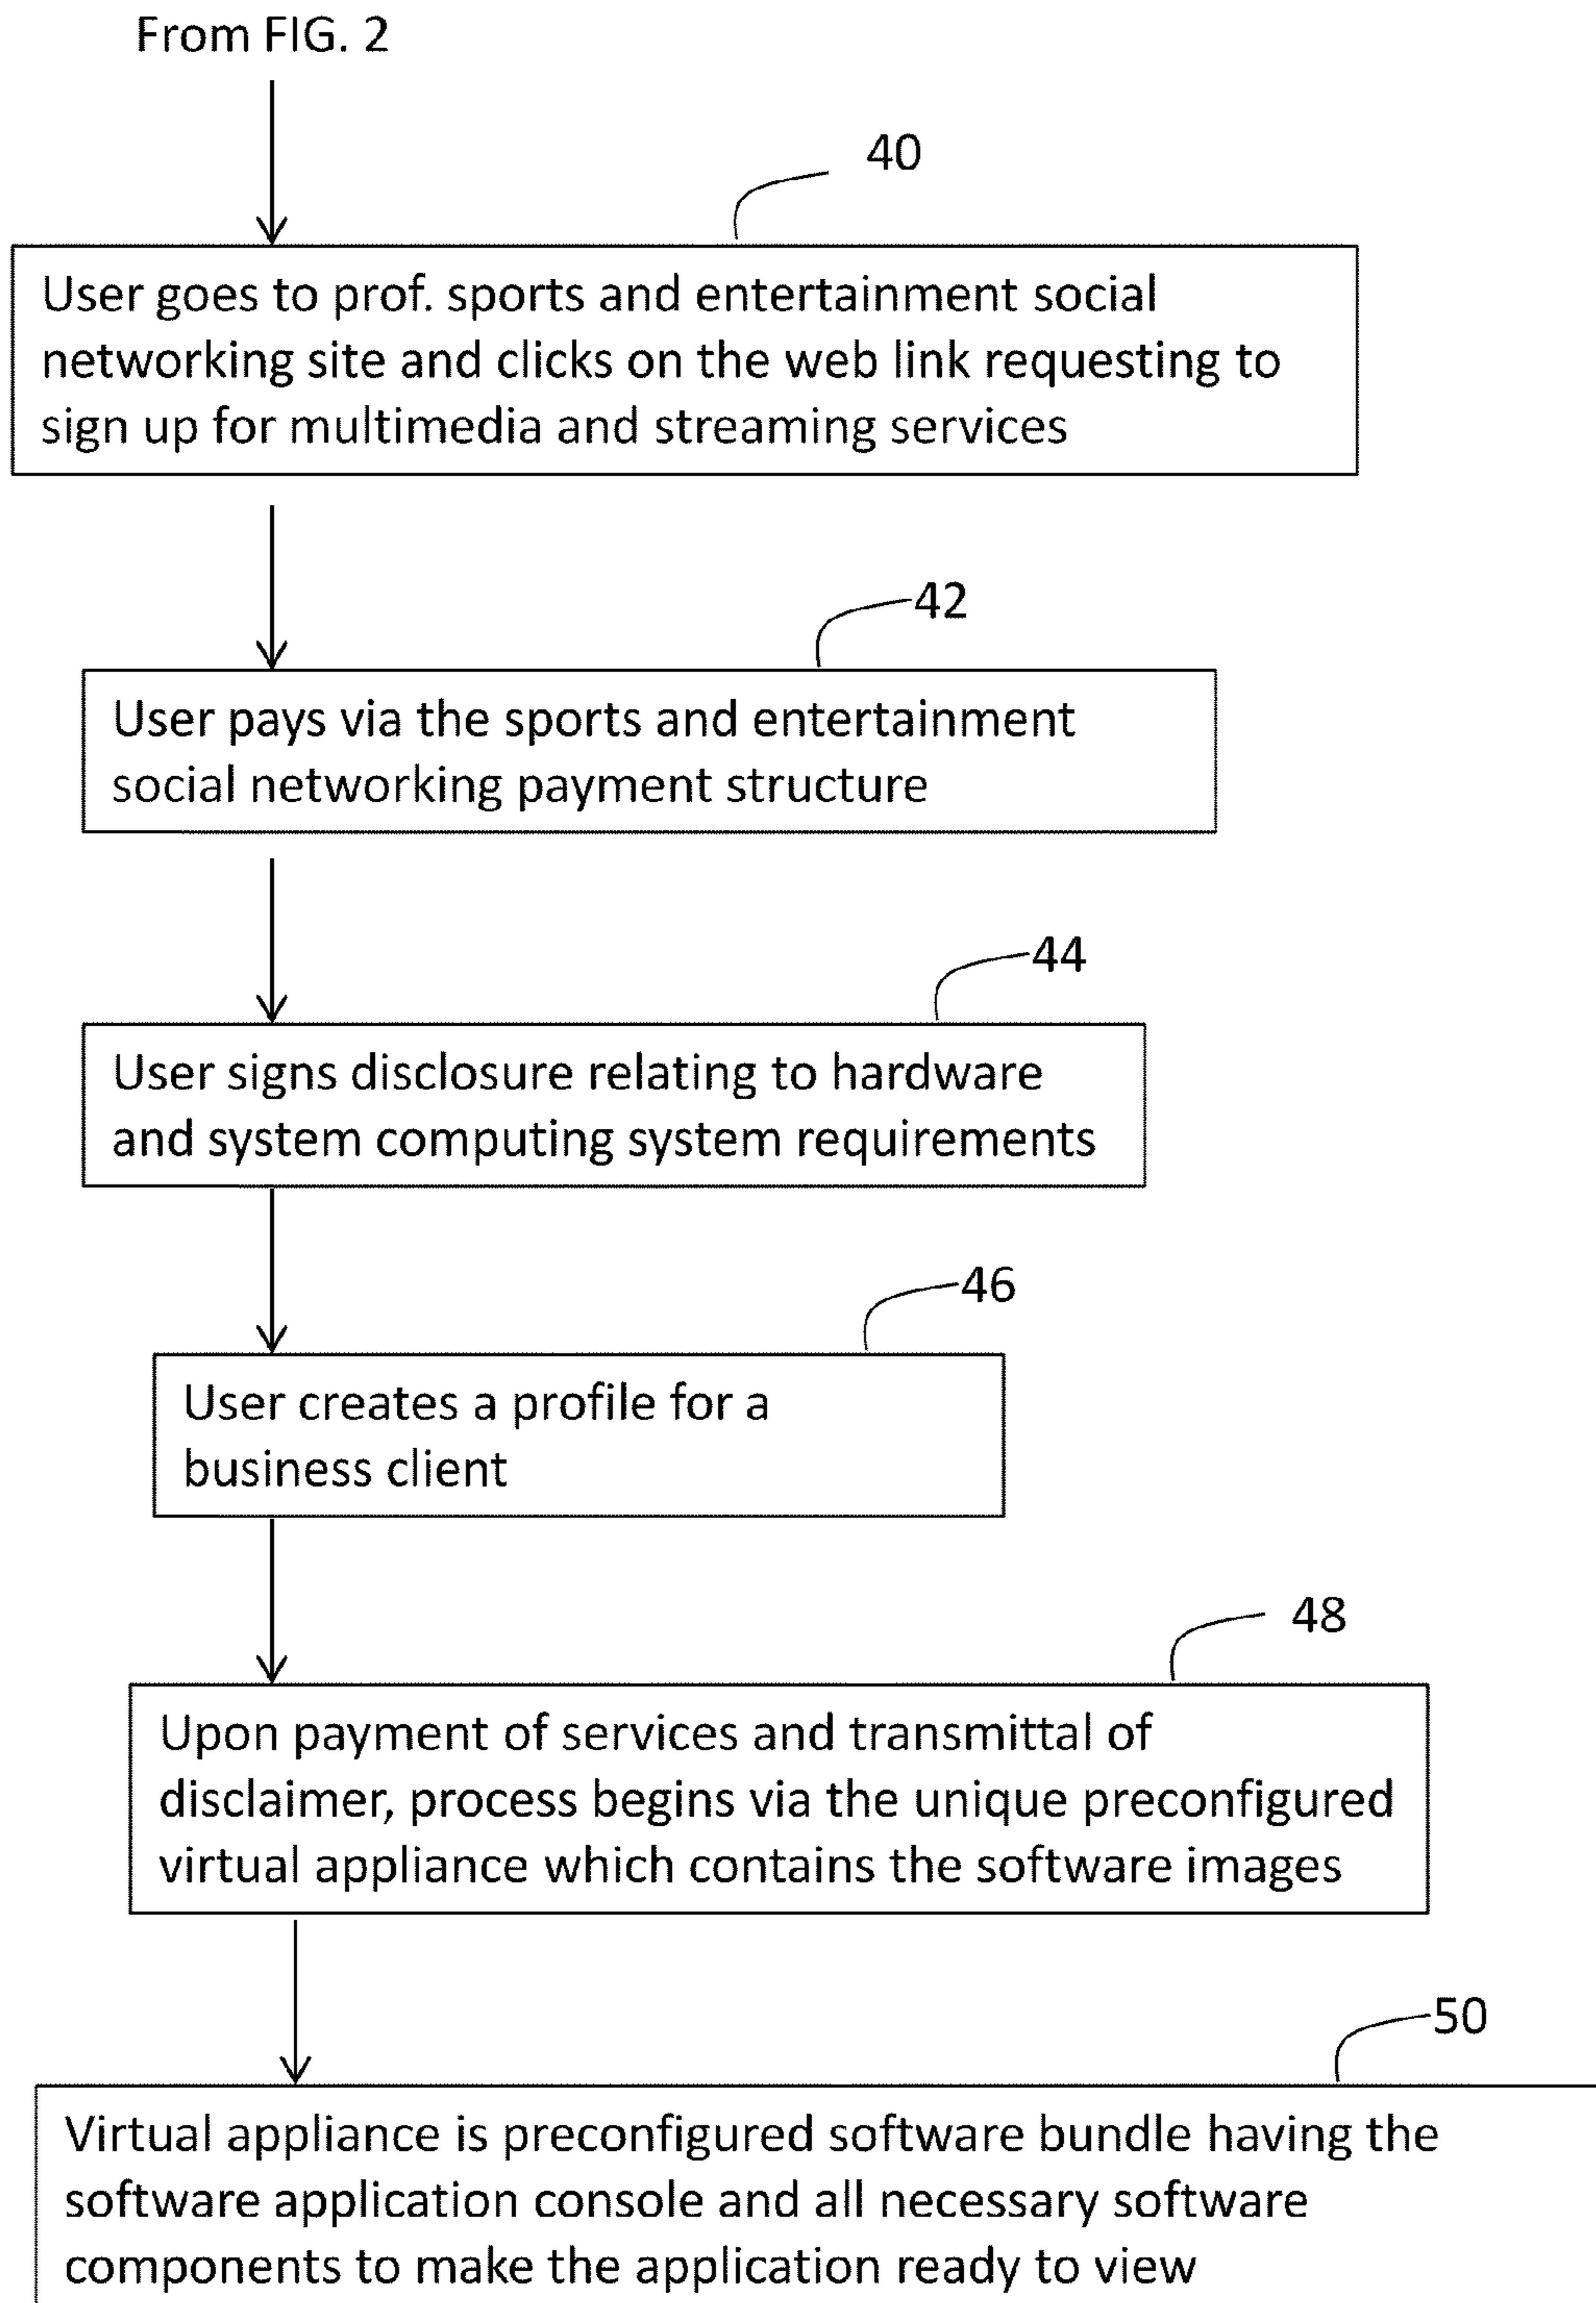 From FIG. 2
40
User goes to prof. sports and entertainment social
networking site and clicks on the web link requesting to
sign up for multimedia and streaming services
42
User pays via the sports and entertainment
social networking payment structure
44
User signs disclosure relating to hardware
and system computing system requirements
46
User creates a profile for a
business client
48
Upon payment of services and transmittal of
disclaimer, process begins via the unique preconfigured
virtual appliance which contains the software images
50
Virtual appliance is preconfigured software bundle having the
software application console and all necessary software
components to make the application ready to view